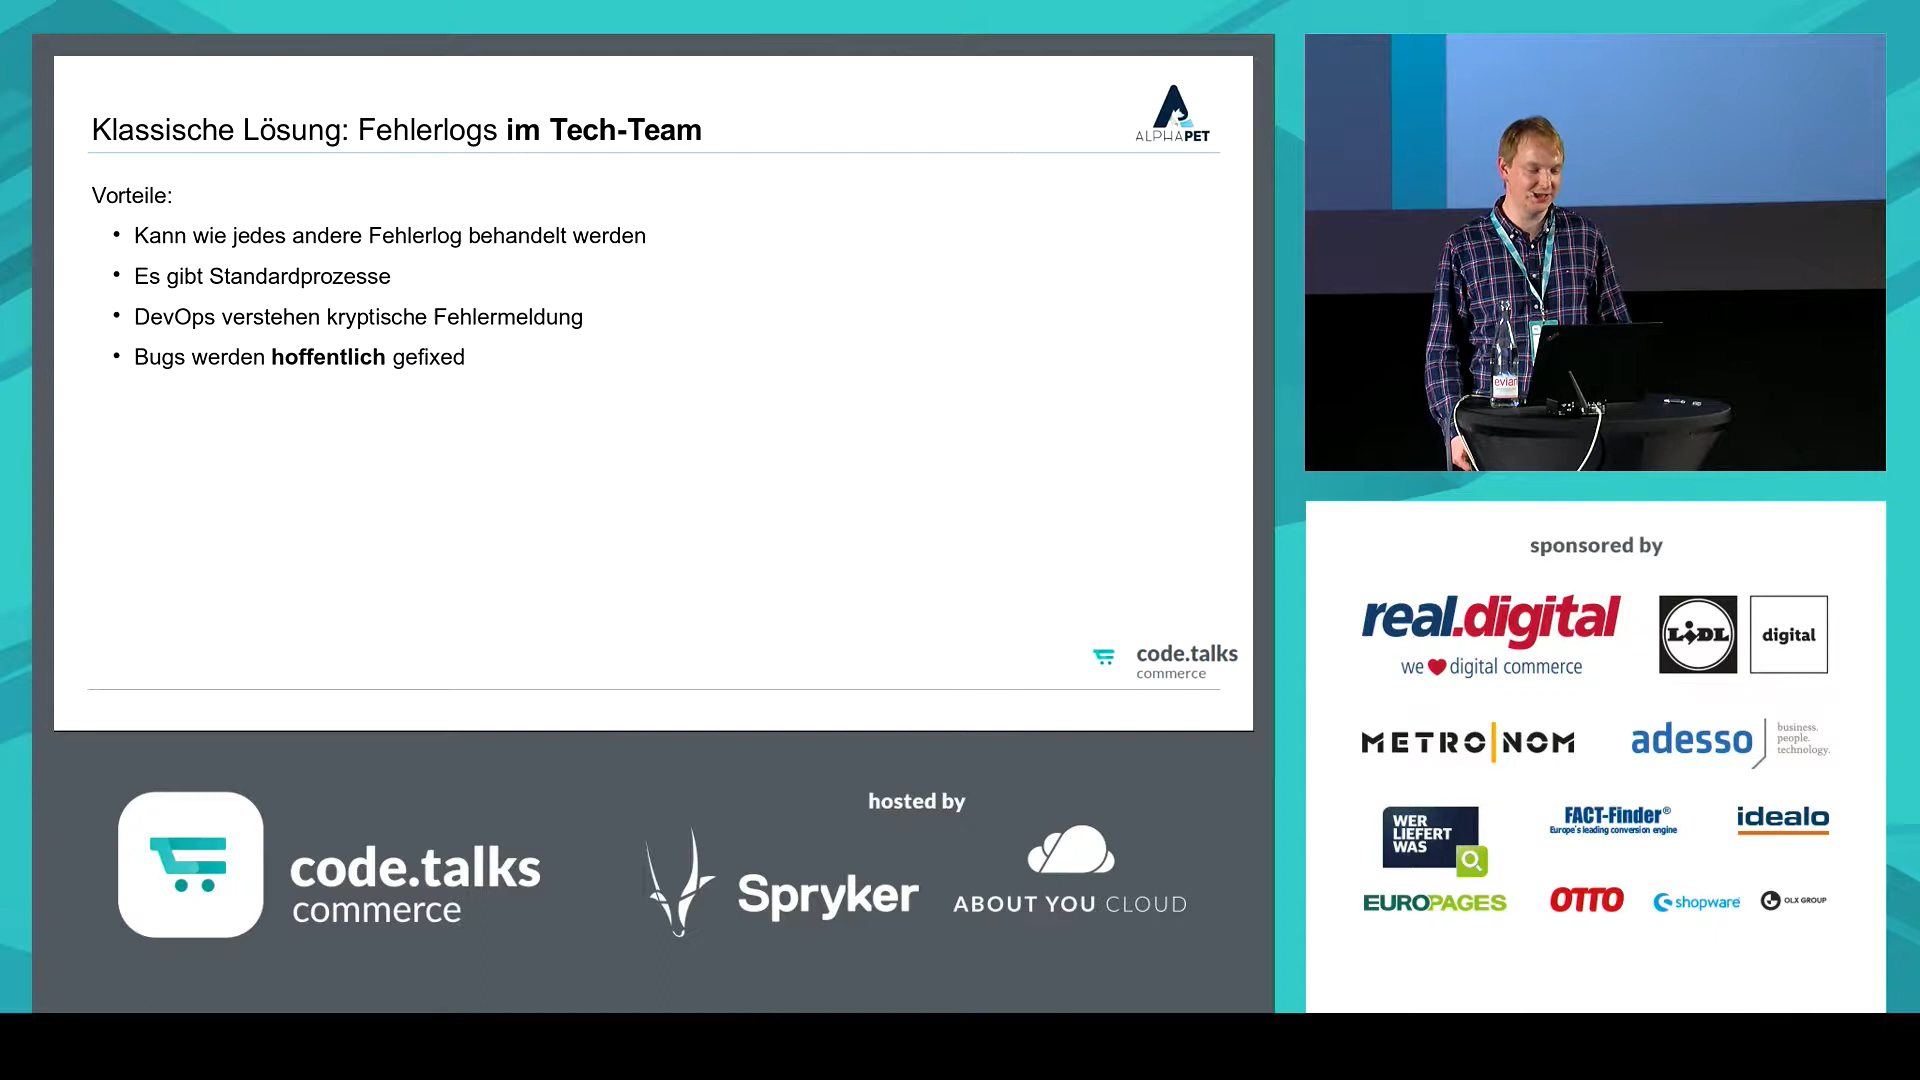 Klassische Lösung: Fehlerlogs im Tech-Team
ALPHAPET
Vorteile:
• Kann wie jedes andere Fehlerlog behandelt werden
• Es gibt Standardprozesse
• DevOps verstehen kryptische Fehlermeldung
• Bugs werden hoffentlich gefixed
code.talks
commerce
evian
sponsored by
real.digital
we digital commerce
LIDL
digital
METRO NOM
adesso
business.
people.
technology.
WER
LIEFERT
WAS
FACT-Finder®
Europe's leading conversion engine
idealo
EUROPAGES
OTTO
shopware
OLX GROUP
code.talks
commerce
hosted by
Spryker
ABOUT YOU CLOUD